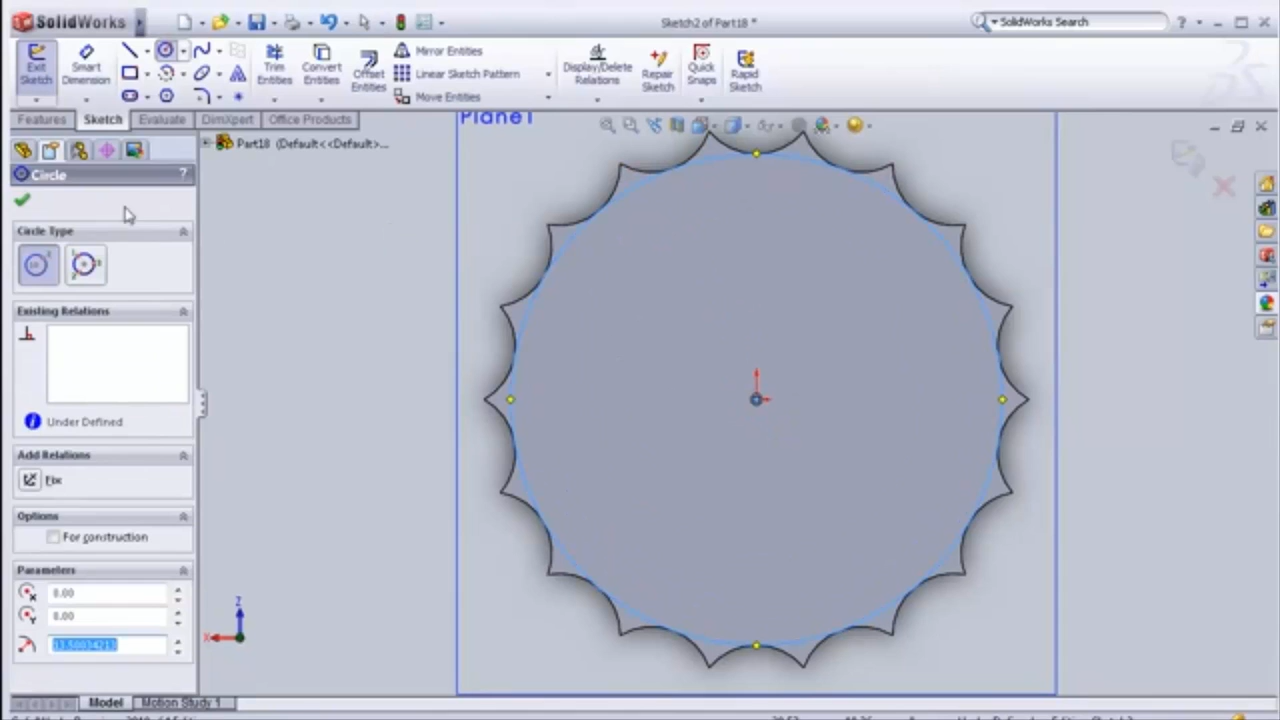 SolidWorks
Sketch2 of Part18 *
SolidWorks Search
Exit Sketch
Smart Dimension
Trim Entities
Convert Entities
Offset Entities
Mirror Entities
Linear Sketch Pattern
Move Entities
Display/Delete Relations
Repair Sketch
Quick Snaps
Rapid Sketch
Features
Sketch
Evaluate
DimXpert
Office Products
Plane1
Part18 (Default<<Default>...
Circle
?
Circle Type
Existing Relations
Under Defined
Add Relations
Fix
Options
For construction
Parameters
0.00
0.00
Z
X
Model
Motion Study 1